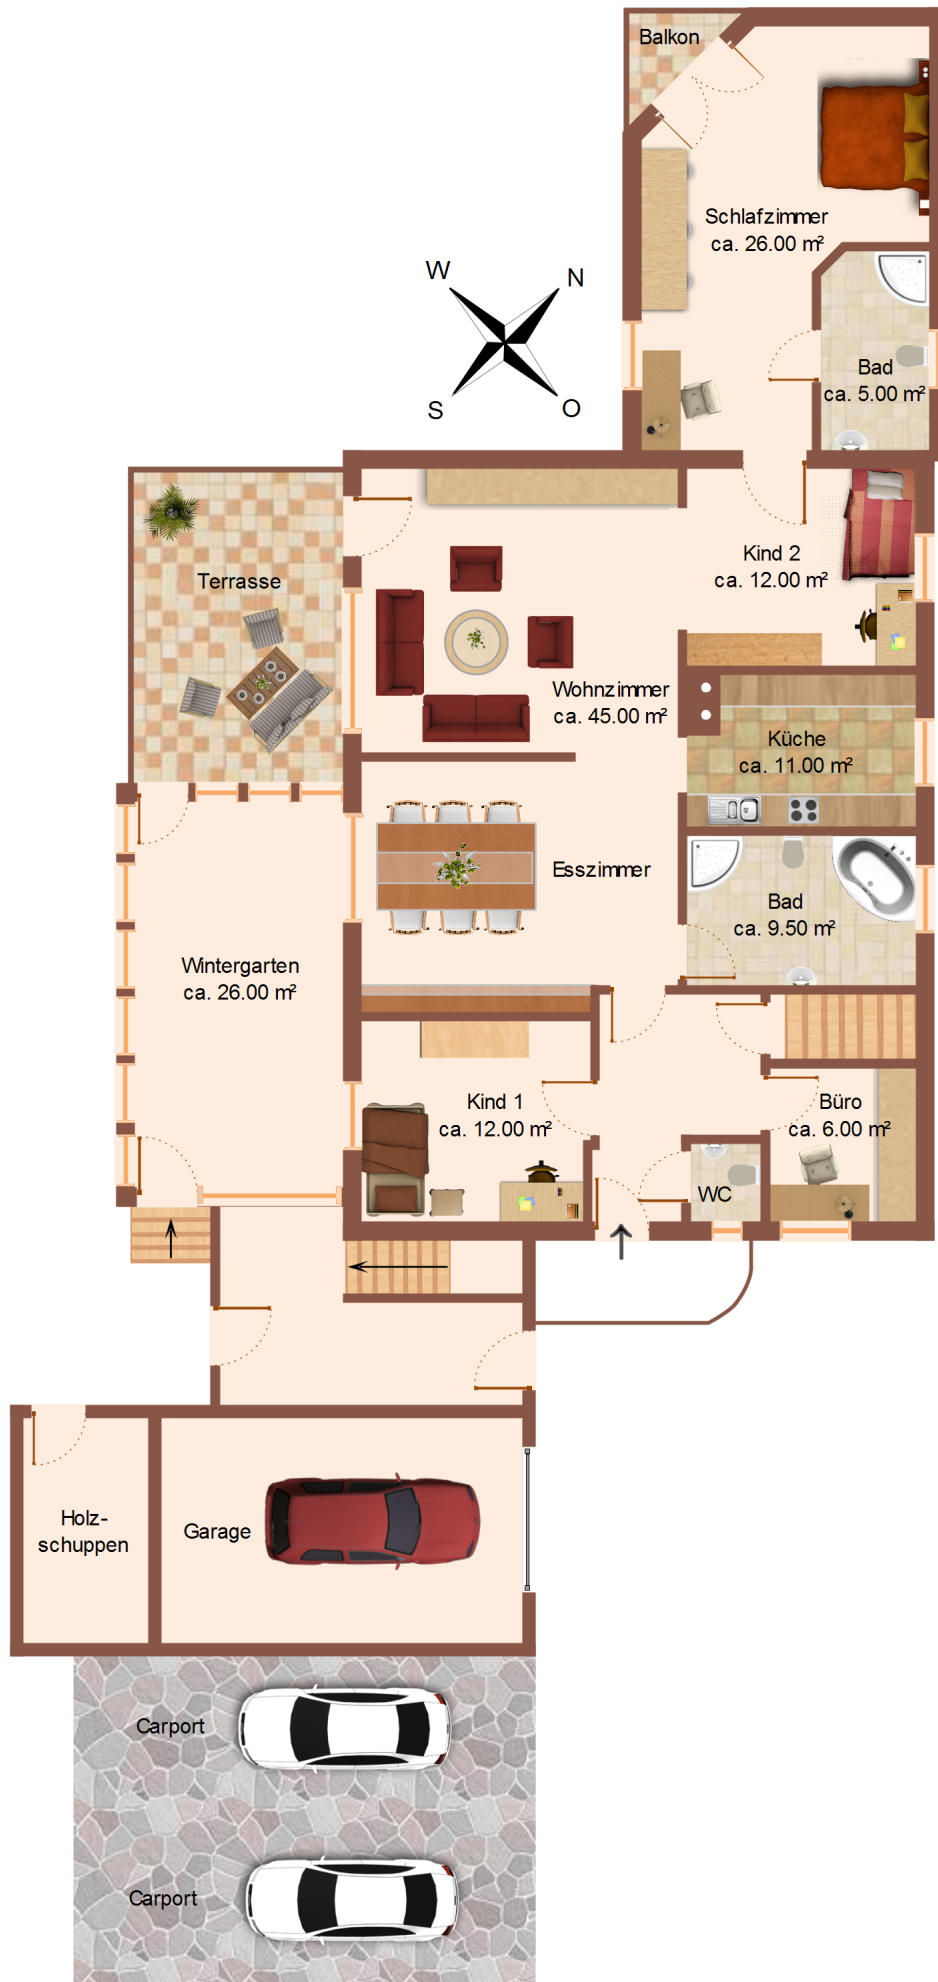 Balkon
Schlafzimmer
ca. 26.00 m²
W
N
S
O
Bad
ca. 5.00 m²
Terrasse
Kind 2
ca. 12.00 m²
Wohnzimmer
ca. 45.00 m²
Küche
ca. 11.00 m²
Esszimmer
Bad
ca. 9.50 m²
Wintergarten
ca. 26.00 m²
Kind 1
ca. 12.00 m²
Büro
ca. 6.00 m²
WC
Holz-
schuppen
Garage
Carport
Carport